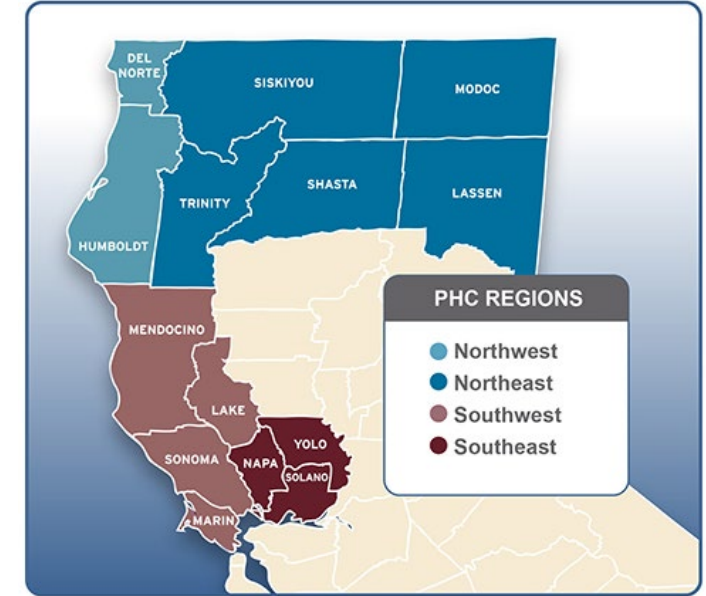 DEL
NORTE
SISKIYOU
MODOC
SHASTA
TRINITY
LASSEN
HUMBOLDT
PHC REGIONS
Northwest
Northeast
Southwest
Southeast
MENDOCINO
LAKE
YOLO
SONOMA
NAPA
SOLANO
MARIN